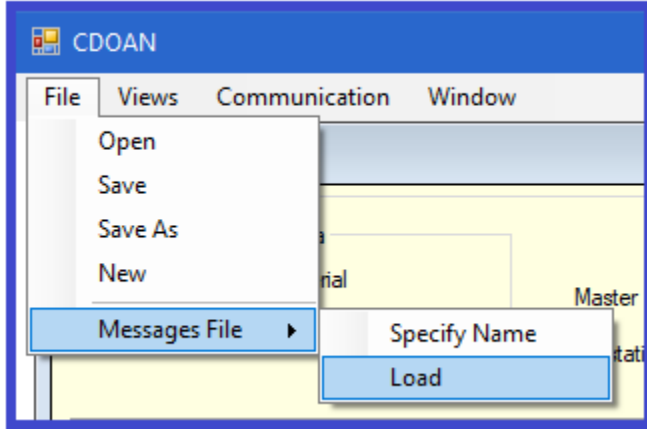 CDOAN
File Views Communication Window
Open
Save
Save As
New
Master
Messages File
Specify Name
Load